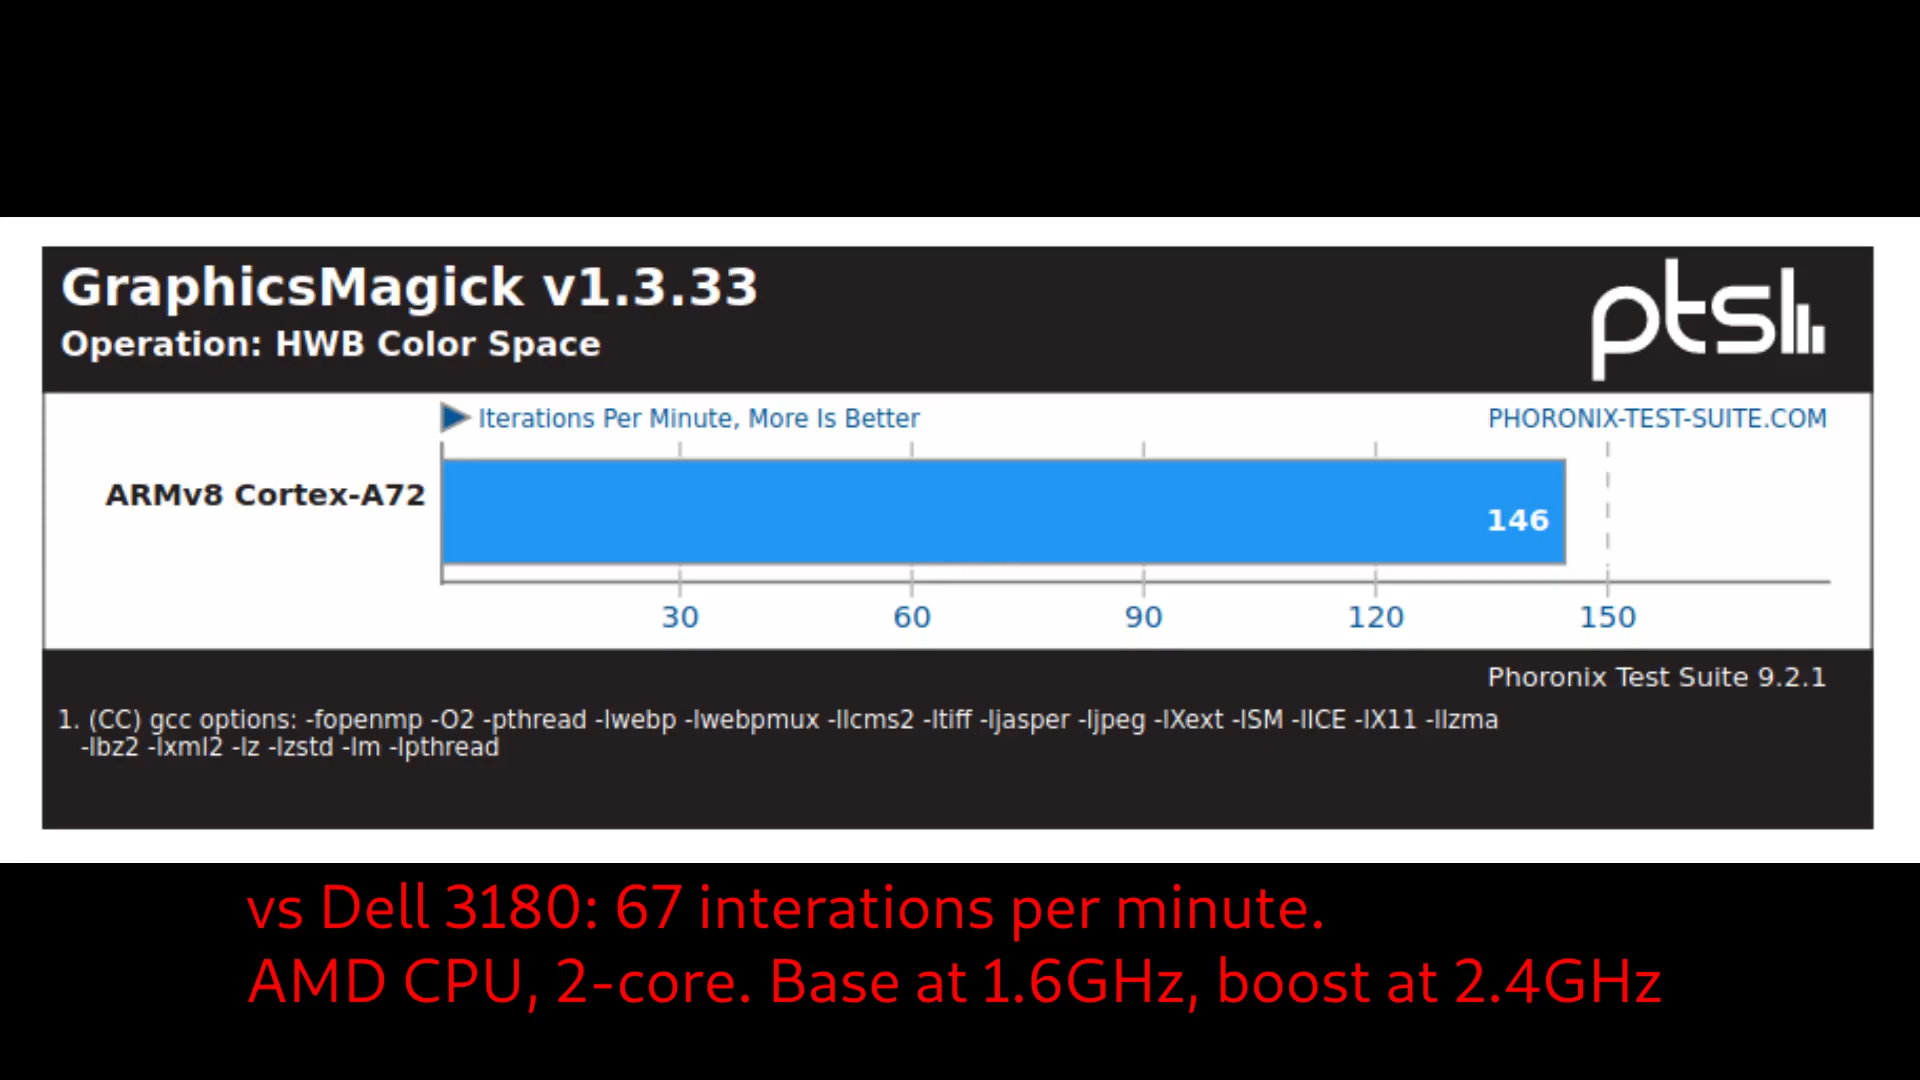 GraphicsMagick v1.3.33
Operation: HWB Color Space
ptsl
Iterations Per Minute, More Is Better
PHORONIX-TEST-SUITE.COM
ARMv8 Cortex-A72
146
30 60 90 120 150
Phoronix Test Suite 9.2.1
1. (CC) gcc options: -fopenmp -O2 -pthread -lwebp -lwebpmux -llcms2 -ltiff -ljasper -ljpeg -lXext -lSM -lICE -lX11 -llzma
-lbz2 -lxml2 -lz -lzstd -lm -lpthread
vs Dell 3180: 67 interations per minute.
AMD CPU, 2-core. Base at 1.6GHz, boost at 2.4GHz